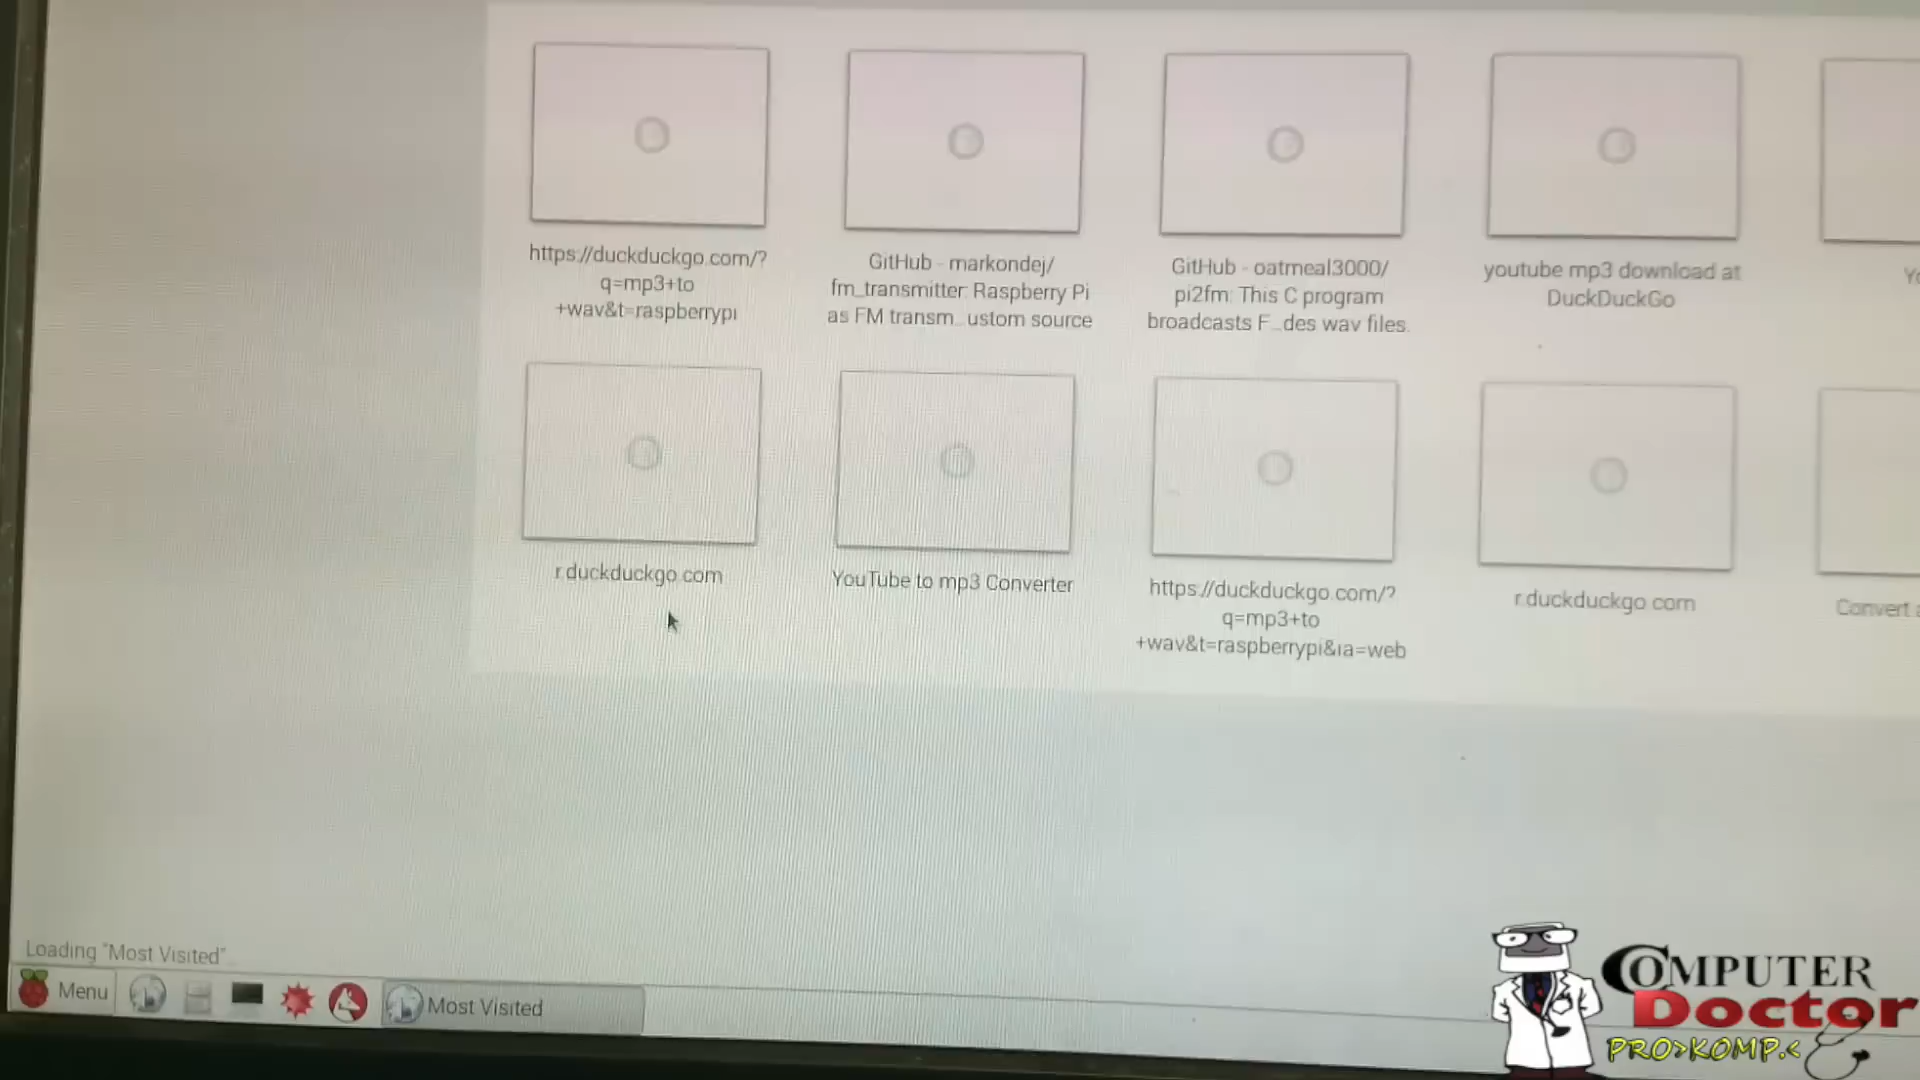 https://duckduckgo.com/?
q=mp3+to
+wav&t=raspberrypi
GitHub - markondej/
fm_transmitter: Raspberry Pi
as FM transm...ustom source
GitHub - oatmeal3000/
pi2fm: This C program
broadcasts F...des wav files.
youtube mp3 download at
DuckDuckGo
r.duckduckgo.com
YouTube to mp3 Converter
https://duckduckgo.com/?
q=mp3+to
+wav&t=raspberrypi&ia=web
r.duckduckgo.com
Convert
Loading "Most Visited"...
Menu
Most Visited
COMPUTER
Doctor
PRO>KOMP.<